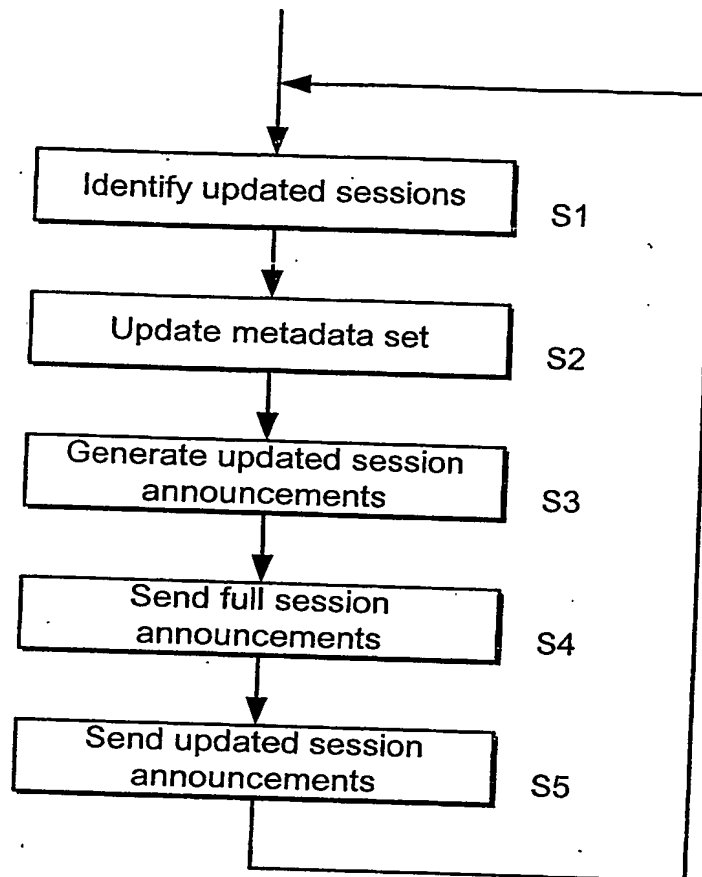 Identify updated sessions
S1
Update metadata set
S2
Generate updated session
announcements
S3
Send full session
announcements
S4
Send updated session
announcements
S5